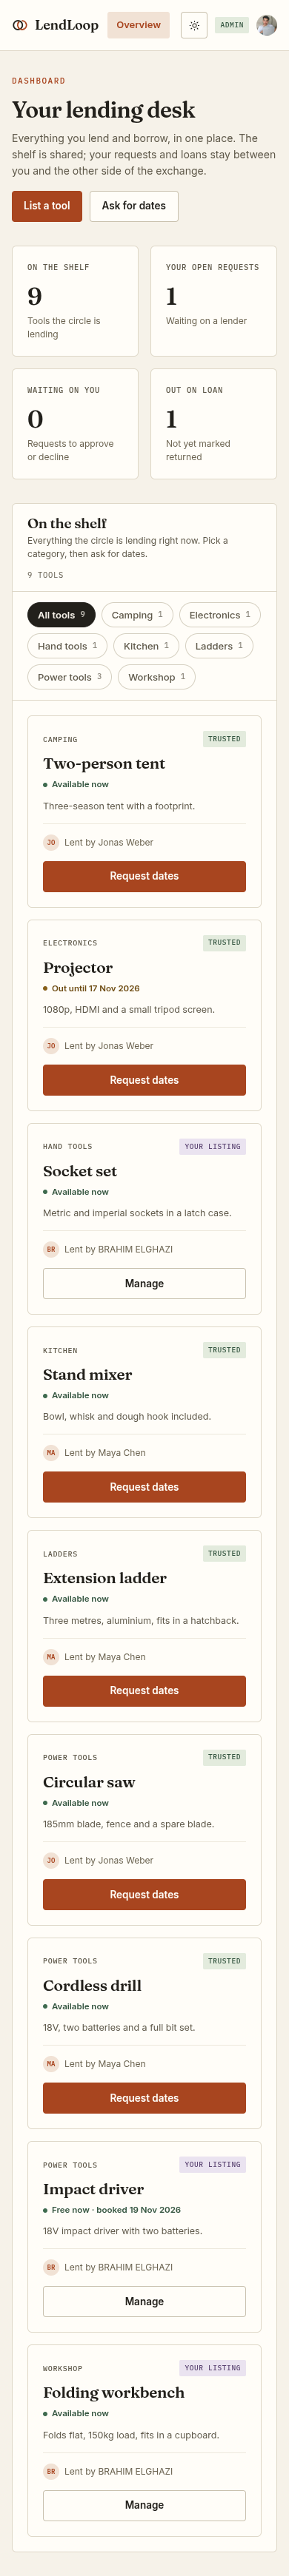 LendLoop
Overview
ADMIN
DASHBOARD
Your lending desk
Everything you lend and borrow, in one place. The
shelf is shared; your requests and loans stay between
you and the other side of the exchange.
List a tool
Ask for dates
ON THE SHELF
9
Tools the circle is
lending
YOUR OPEN REQUESTS
1
Waiting on a lender
WAITING ON YOU
0
Requests to approve
or decline
OUT ON LOAN
1
Not yet marked
returned
On the shelf
Everything the circle is lending right now. Pick a
category, then ask for dates.
9 TOOLS
All tools 9
Camping 1
Electronics 1
Hand tools 1
Kitchen 1
Ladders 1
Power tools 3
Workshop 1
CAMPING
TRUSTED
Two-person tent
Available now
Three-season tent with a footprint.
JO Lent by Jonas Weber
Request dates
ELECTRONICS
TRUSTED
Projector
Out until 17 Nov 2026
1080p, HDMI and a small tripod screen.
JO Lent by Jonas Weber
Request dates
HAND TOOLS
YOUR LISTING
Socket set
Available now
Metric and imperial sockets in a latch case.
BR Lent by BRAHIM ELGHAZI
Manage
KITCHEN
TRUSTED
Stand mixer
Available now
Bowl, whisk and dough hook included.
MA Lent by Maya Chen
Request dates
LADDERS
TRUSTED
Extension ladder
Available now
Three metres, aluminium, fits in a hatchback.
MA Lent by Maya Chen
Request dates
POWER TOOLS
TRUSTED
Circular saw
Available now
185mm blade, fence and a spare blade.
JO Lent by Jonas Weber
Request dates
POWER TOOLS
TRUSTED
Cordless drill
Available now
18V, two batteries and a full bit set.
MA Lent by Maya Chen
Request dates
POWER TOOLS
YOUR LISTING
Impact driver
Free now · booked 19 Nov 2026
18V impact driver with two batteries.
BR Lent by BRAHIM ELGHAZI
Manage
WORKSHOP
YOUR LISTING
Folding workbench
Available now
Folds flat, 150kg load, fits in a cupboard.
BR Lent by BRAHIM ELGHAZI
Manage